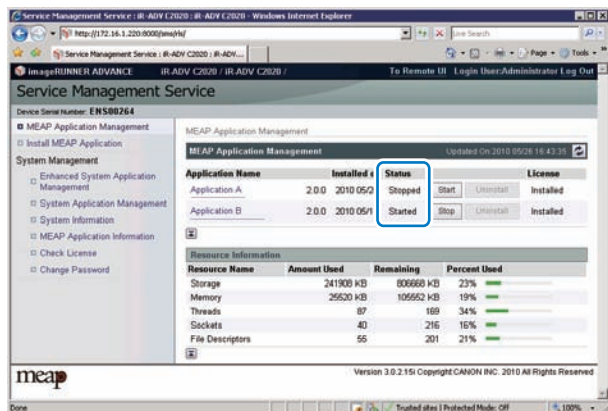 Service Management Service : iR-ADV C2020 : iR-ADV C2020 - Windows Internet Explorer
http://172.16.1.220:8000/sms/rls/
Live Search
Service Management Service : iR-ADV C2020 : iR-ADV...
Page
Tools
imageRUNNER ADVANCE
iR-ADV C2020 / iR-ADV C2020 /
To Remote UI Login User:Administrator Log Out
Service Management Service
Device Serial Number: ENS00264
MEAP Application Management
Install MEAP Application
System Management
Enhanced System Application Management
System Application Management
System Information
MEAP Application Information
Check License
Change Password
MEAP Application Management
MEAP Application Management
Updated On:2010 05/26 16:43:35
Application Name Installed o Status License
Application A 2.0.0 2010 05/2 Stopped Start Uninstall Installed
Application B 2.0.0 2010 05/1 Started Stop Uninstall Installed
Resource Information
Resource Name Amount Used Remaining Percent Used
Storage 241908 KB 806668 KB 23%
Memory 25520 KB 105552 KB 19%
Threads 87 169 34%
Sockets 40 216 16%
File Descriptors 55 201 21%
meap
Version 3.0.2.15i Copyright CANON INC. 2010 All Rights Reserved
Done
Trusted sites | Protected Mode: Off
100%